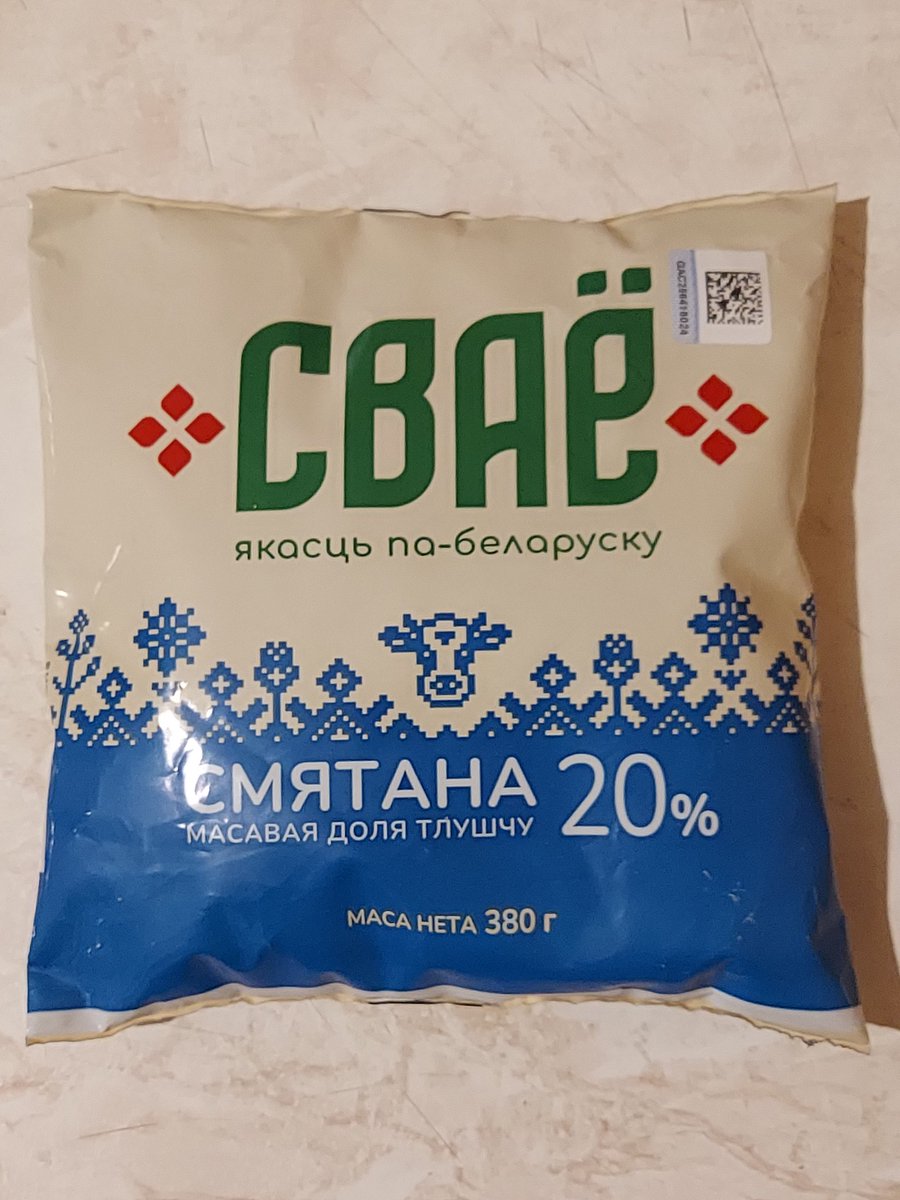 СВАЁ
якасць па-беларуску
СМЯТАНА 20%
МАСАВАЯ ДОЛЯ ТЛУШЧУ
МАСА НЕТА 380 г